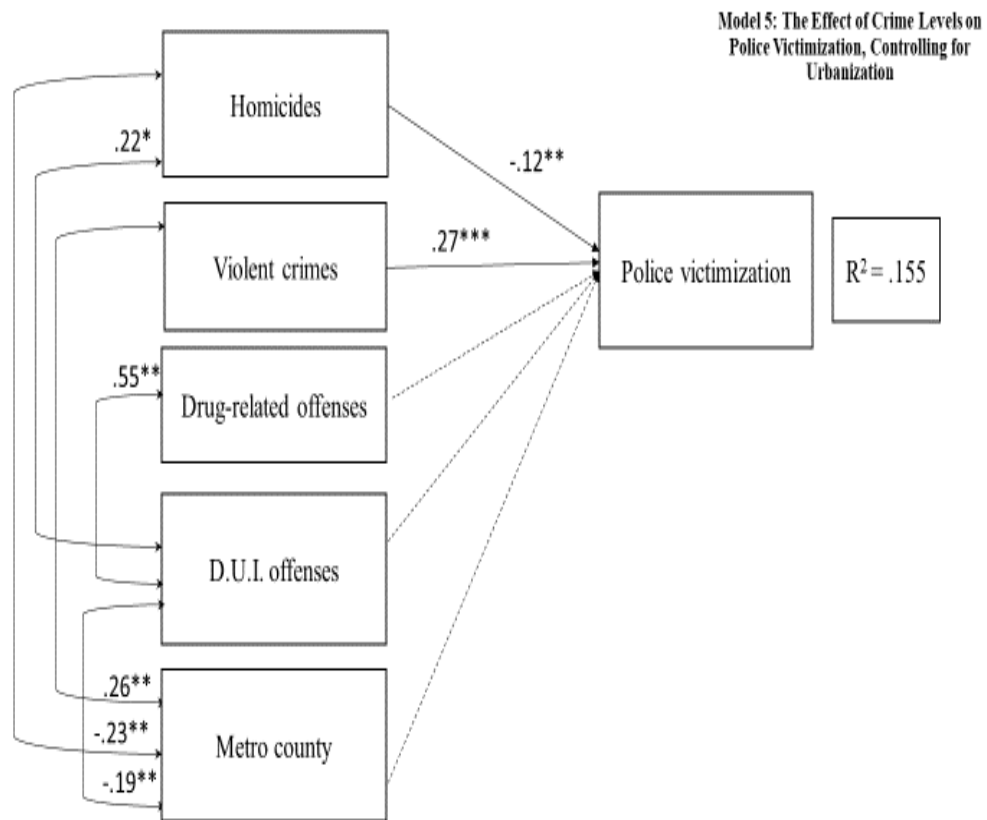 Model 5: The Effect of Crime Levels on
Police Victimization, Controlling for
Urbanization
Homicides
.22*
-.12**
Violent crimes
.27***
Police victimization
R² = .155
.55**
Drug-related offenses
D.U.I. offenses
.26**
-.23**
Metro county
-.19**